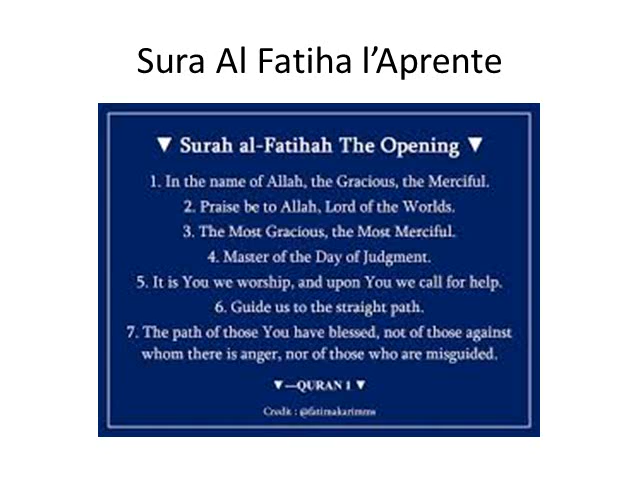 Sura Al Fatiha l’Aprente
▼ Surah al-Fatihah The Opening ▼
1. In the name of Allah, the Gracious, the Merciful.
2. Praise be to Allah, Lord of the Worlds.
3. The Most Gracious, the Most Merciful.
4. Master of the Day of Judgment.
5. It is You we worship, and upon You we call for help.
6. Guide us to the straight path.
7. The path of those You have blessed, not of those against
whom there is anger, nor of those who are misguided.
▼—QURAN 1 ▼
Credit : @fatimakarimms